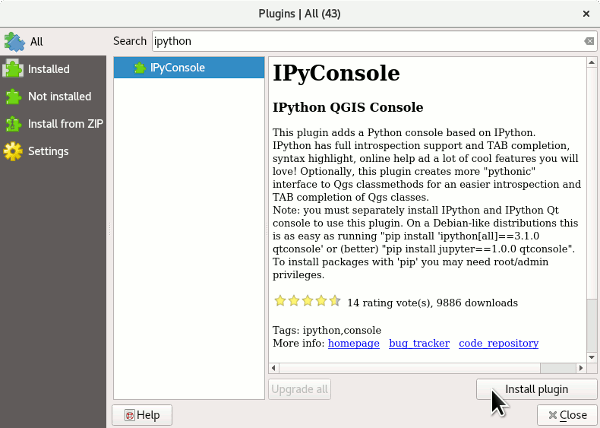 Plugins | All (43)
All
Search ipython
Installed
Not installed
Install from ZIP
Settings
IPyConsole
IPyConsole
IPython QGIS Console
This plugin adds a Python console based on IPython.
IPython has full introspection support and TAB completion,
syntax highlight, online help ad a lot of cool features you will
love! Optionally, this plugin creates more "pythonic"
interface to Qgs classmethods for an easier introspection and
TAB completion of Qgs classes.
Note: you must separately install IPython and IPython Qt
console to use this plugin. On a Debian-like distributions this
is as easy as running "pip install 'ipython[all]==3.1.0
qtconsole' or (better) "pip install jupyter==1.0.0 qtconsole".
To install packages with 'pip' you may need root/admin
privileges.
14 rating vote(s), 9886 downloads
Tags: ipython,console
More info: homepage bug_tracker code_repository
Upgrade all
Install plugin
Help
Close